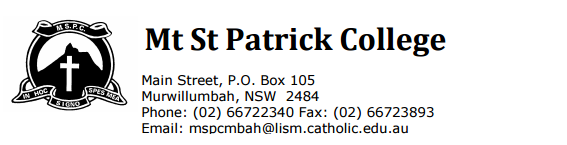 M.S.P.C.
IN HOC SIGNO SPES MEA
Mt St Patrick College
Main Street, P.O. Box 105
Murwillumbah, NSW  2484
Phone: (02) 66722340 Fax: (02) 66723893
Email: mspcmbah@lism.catholic.edu.au